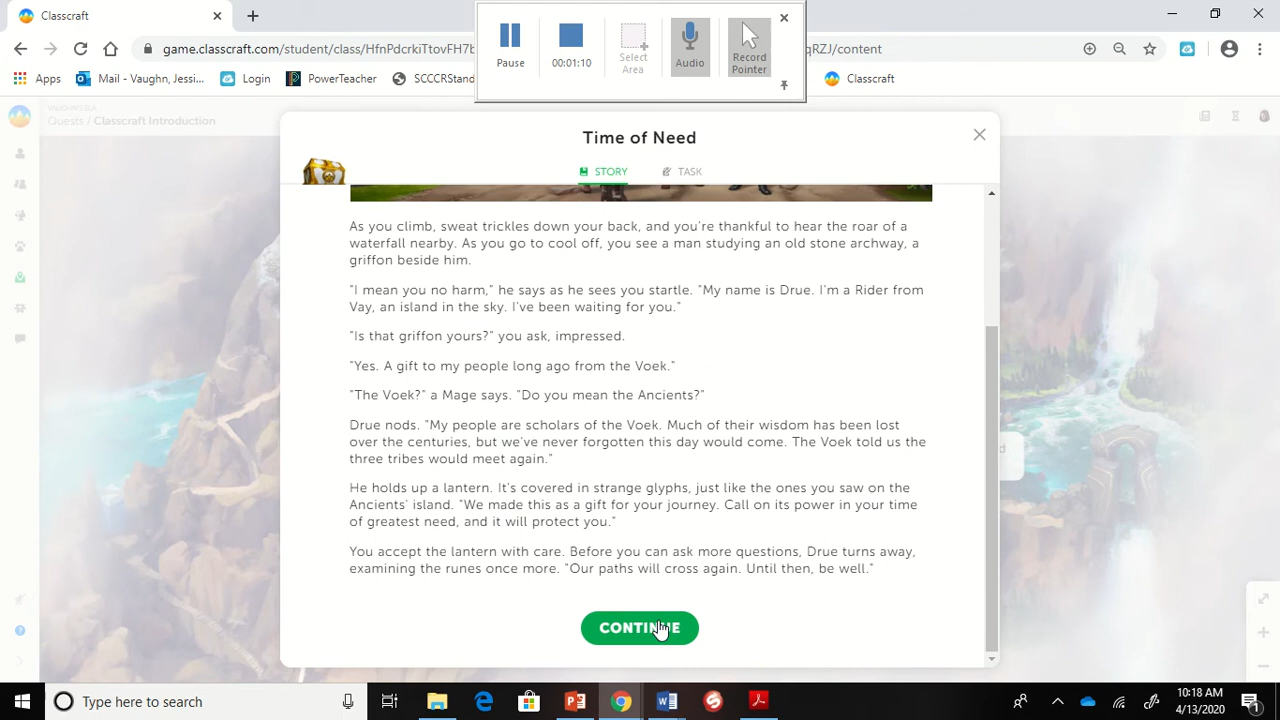 Classcraft
Pause
00:01:10
Select
Area
Audio
Record
Pointer
game.classcraft.com/student/class/HfnPdcrkiTtovFH7b
qRZJ/content
Apps
Mail - Vaughn, Jessi...
Login
PowerTeacher
SCCCRStand
Classcraft
VAUGHN'S ELA
Quests / Classcraft Introduction
Time of Need
STORY
TASK
As you climb, sweat trickles down your back, and you're thankful to hear the roar of a
waterfall nearby. As you go to cool off, you see a man studying an old stone archway, a
griffon beside him.
"I mean you no harm," he says as he sees you startle. "My name is Drue. I'm a Rider from
Vay, an island in the sky. I've been waiting for you."
"Is that griffon yours?" you ask, impressed.
"Yes. A gift to my people long ago from the Voek."
"The Voek?" a Mage says. "Do you mean the Ancients?"
Drue nods. "My people are scholars of the Voek. Much of their wisdom has been lost
over the centuries, but we've never forgotten this day would come. The Voek told us the
three tribes would meet again."
He holds up a lantern. It's covered in strange glyphs, just like the ones you saw on the
Ancients' island. "We made this as a gift for your journey. Call on its power in your time
of greatest need, and it will protect you."
You accept the lantern with care. Before you can ask more questions, Drue turns away,
examining the runes once more. "Our paths will cross again. Until then, be well."
CONTINUE
Type here to search
10:18 AM
4/13/2020